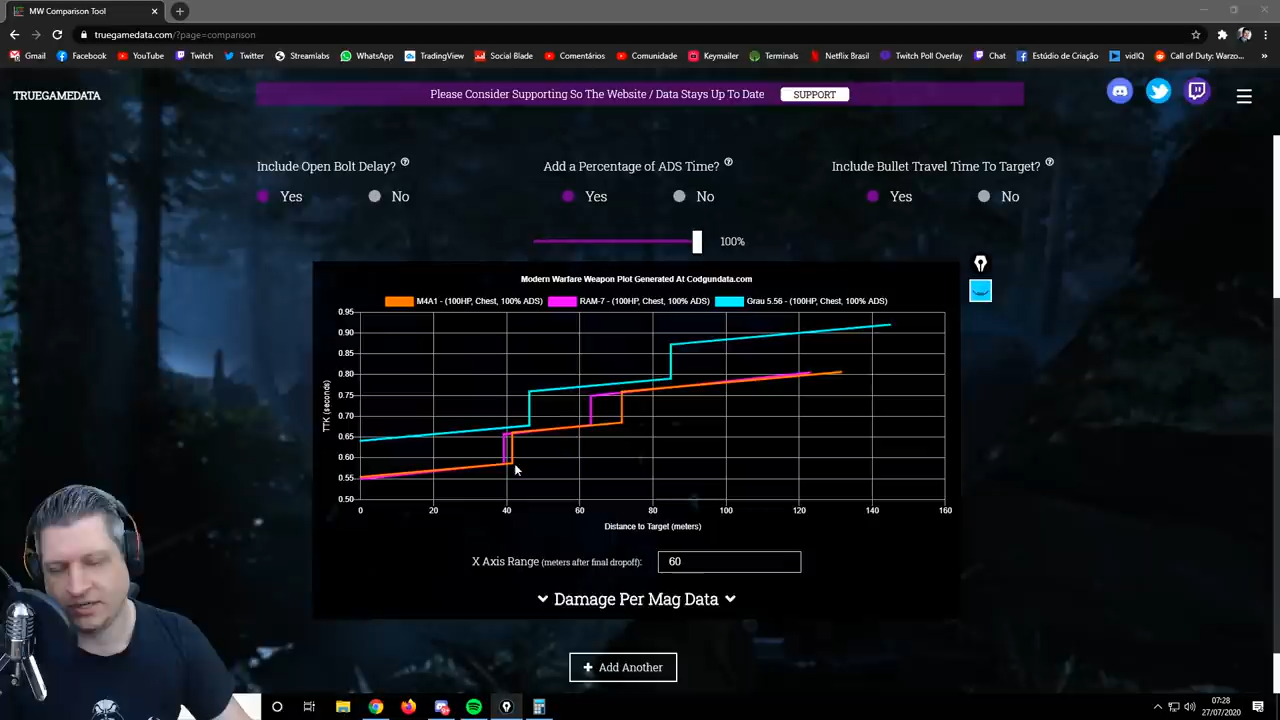 MW Comparison Tool
truegamedata.com/?page=comparison
Gmail Facebook YouTube Twitch Twitter Streamlabs WhatsApp TradingView Social Blade Comentários Comunidade Keymailer Terminals Netflix Brasil Twitch Poll Overlay Chat Estúdio de Criação vidIQ Call of Duty: Warzo...
TRUEGAMEDATA
Please Consider Supporting So The Website / Data Stays Up To Date SUPPORT
Include Open Bolt Delay? Add a Percentage of ADS Time? Include Bullet Travel Time To Target?
Yes No Yes No Yes No
100%
Modern Warfare Weapon Plot Generated At Codgundata.com
M4A1 - (100HP, Chest, 100% ADS) RAM-7 - (100HP, Chest, 100% ADS) Grau 5.56 - (100HP, Chest, 100% ADS)
0.95
0.90
0.85
0.80
0.75
0.70
0.65
0.60
0.55
0.50
TTK (seconds)
0 20 40 60 80 100 120 140 160
Distance to Target (meters)
X Axis Range (meters after final dropoff): 60
Damage Per Mag Data
+ Add Another
07:28
27/07/2020